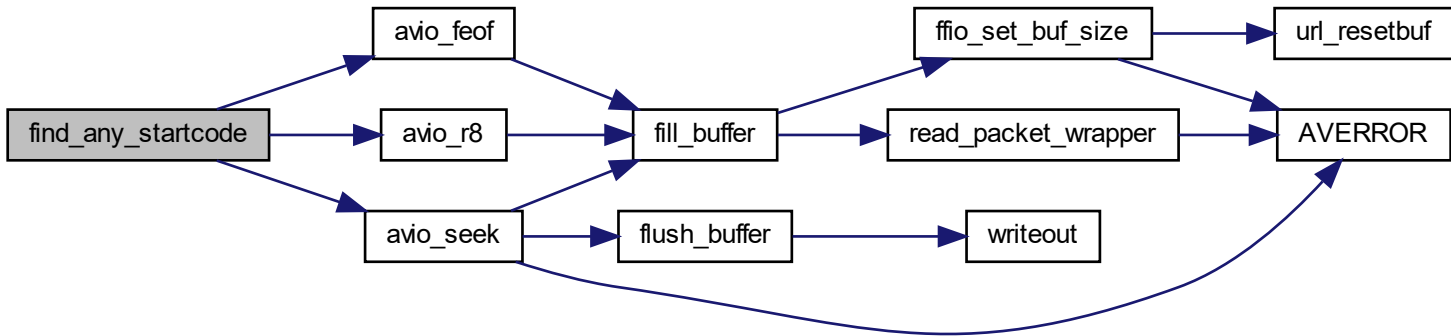 find_any_startcode
avio_feof
avio_r8
avio_seek
fill_buffer
flush_buffer
ffio_set_buf_size
read_packet_wrapper
writeout
url_resetbuf
AVERROR